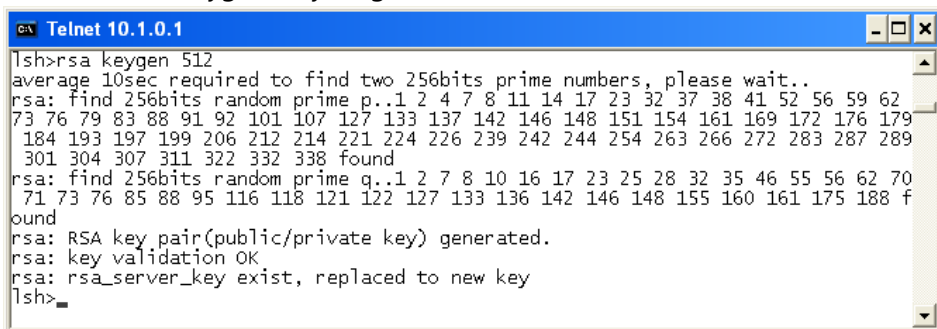 Telnet 10.1.0.1
lsh>rsa keygen 512
average 10sec required to find two 256bits prime numbers, please wait..
rsa: find 256bits random prime p..1 2 4 7 8 11 14 17 23 32 37 38 41 52 56 59 62
73 76 79 83 88 91 92 101 107 127 133 137 142 146 148 151 154 161 169 172 176 179
184 193 197 199 206 212 214 221 224 226 239 242 244 254 263 266 272 283 287 289
301 304 307 311 322 332 338 found
rsa: find 256bits random prime q..1 2 7 8 10 16 17 23 25 28 32 35 46 55 56 62 70
71 73 76 85 88 95 116 118 121 122 127 133 136 142 146 148 155 160 161 175 188 f
ound
rsa: RSA key pair(public/private key) generated.
rsa: key validation OK
rsa: rsa_server_key exist, replaced to new key
lsh>_